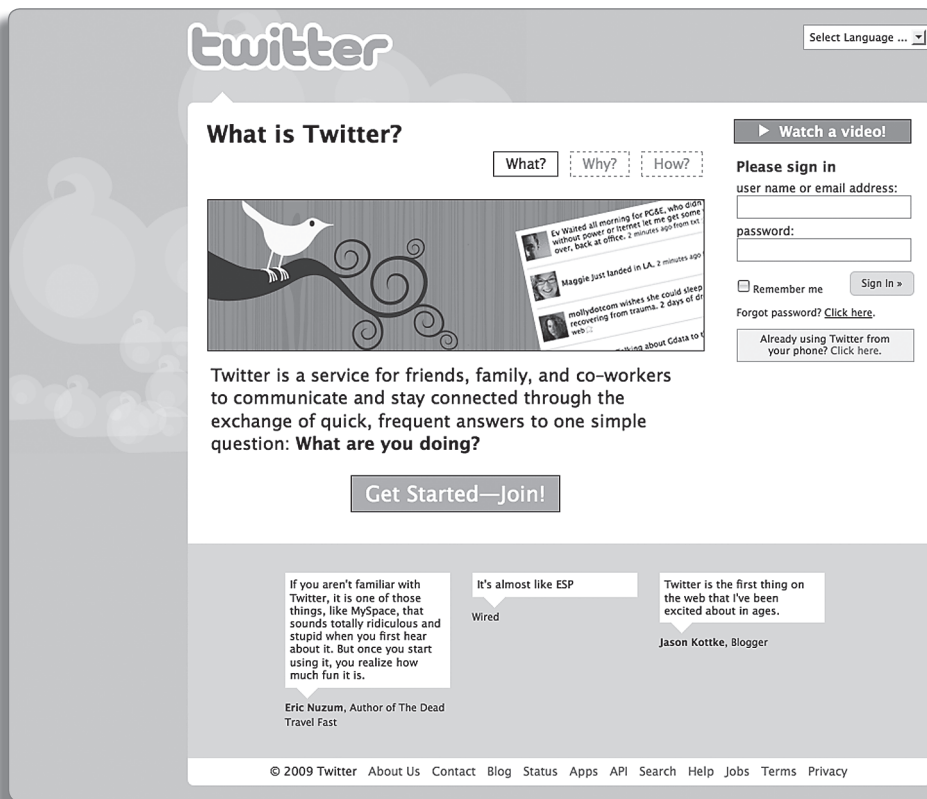 twitter
Select Language ...
What is Twitter?
What? Why? How?
Watch a video!
Please sign in
user name or email address:
password:
Remember me
Sign In »
Forgot password? Click here.
Already using Twitter from
your phone? Click here.
Ev Waited all morning for PG&E, who didn
without power or Iternet let me get some
over, back at office. 2 minutes ago from txt
Maggie Just landed in LA. 2 minutes ago
mollydotcom wishes she could sleep
recovering from trauma. 2 days of dr
web
about Gdata to t
Twitter is a service for friends, family, and co-workers
to communicate and stay connected through the
exchange of quick, frequent answers to one simple
question: What are you doing?
Get Started—Join!
If you aren't familiar with
Twitter, it is one of those
things, like MySpace, that
sounds totally ridiculous and
stupid when you first hear
about it. But once you start
using it, you realize how
much fun it is.
Eric Nuzum, Author of The Dead
Travel Fast
It's almost like ESP
Wired
Twitter is the first thing on
the web that I've been
excited about in ages.
Jason Kottke, Blogger
© 2009 Twitter About Us Contact Blog Status Apps API Search Help Jobs Terms Privacy